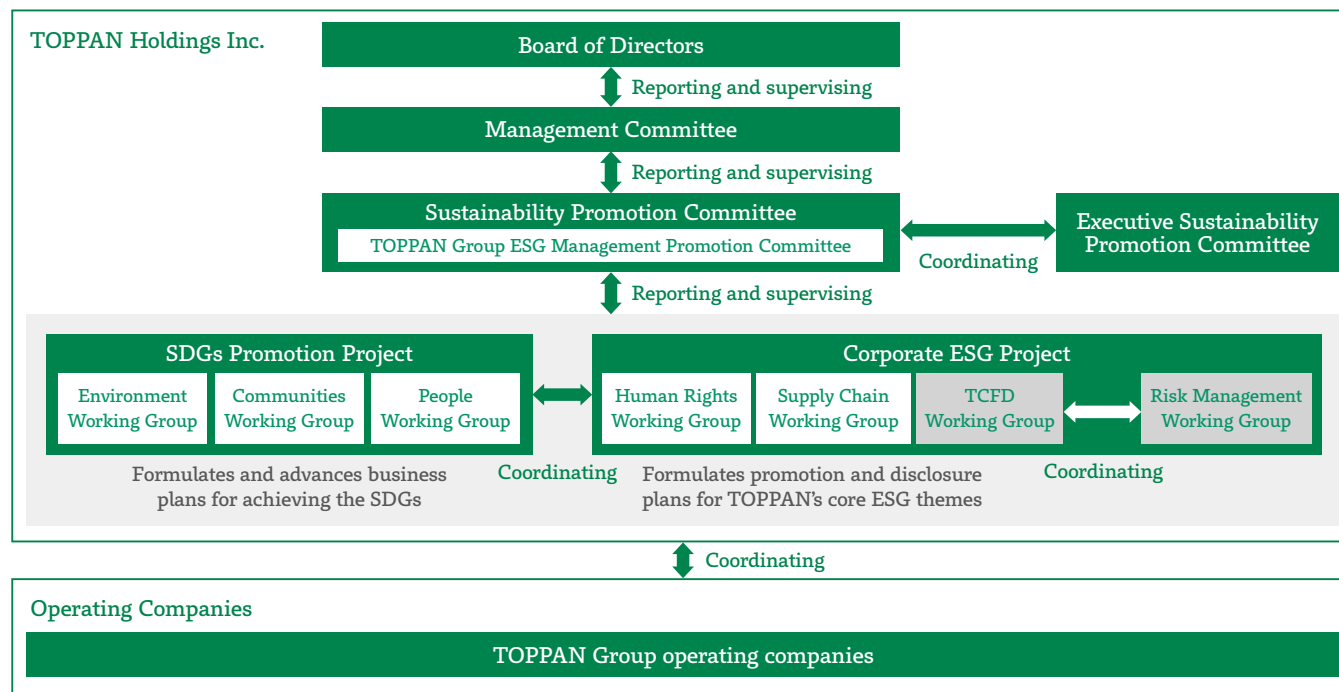 TOPPAN Holdings Inc.
Board of Directors
Reporting and supervising
Management Committee
Reporting and supervising
Sustainability Promotion Committee
TOPPAN Group ESG Management Promotion Committee
Coordinating
Executive Sustainability
Promotion Committee
Reporting and supervising
SDGs Promotion Project
Environment
Working Group
Communities
Working Group
People
Working Group
Formulates and advances business
plans for achieving the SDGs
Coordinating
Corporate ESG Project
Human Rights
Working Group
Supply Chain
Working Group
TCFD
Working Group
Risk Management
Working Group
Formulates promotion and disclosure
plans for TOPPAN’s core ESG themes
Coordinating
Coordinating
Operating Companies
TOPPAN Group operating companies